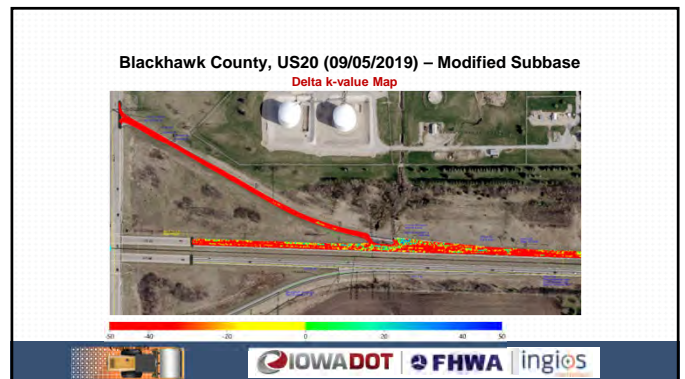 Blackhawk County, US20 (09/05/2019) – Modified Subbase
Delta k-value Map
-50 -40 -20 0 20 40 50
IOWADOT FHWA ingios